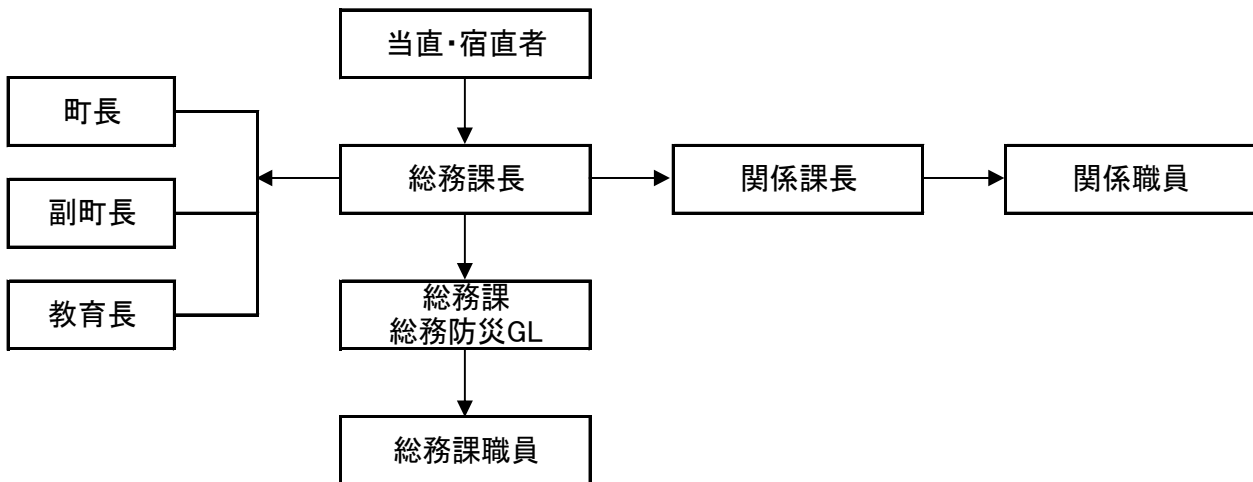 当直・宿直者
町長
総務課長
関係課長
関係職員
副町長
教育長
総務課
総務防災GL
総務課職員